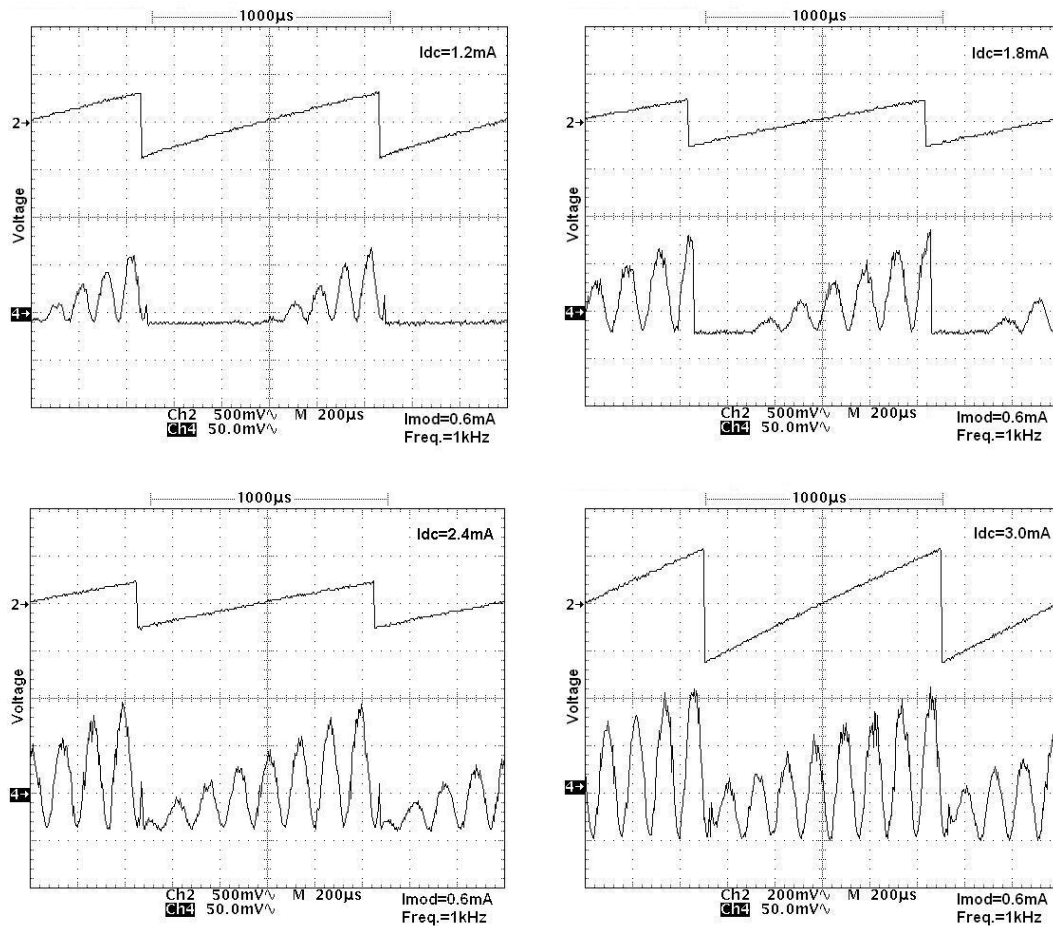 1000µs
Idc=1.2mA
2→
Voltage
4→
Ch2 500mV∿ M 200µs
Ch4 50.0mV∿
Imod=0.6mA
Freq.=1kHz
1000µs
Idc=1.8mA
2→
Voltage
4→
Ch2 500mV∿ M 200µs
Ch4 50.0mV∿
Imod=0.6mA
Freq.=1kHz
1000µs
Idc=2.4mA
2→
Voltage
4→
Ch2 500mV∿ M 200µs
Ch4 50.0mV∿
Imod=0.6mA
Freq.=1kHz
1000µs
Idc=3.0mA
2→
Voltage
4→
Ch2 200mV∿ M 200µs
Ch4 50.0mV∿
Imod=0.6mA
Freq.=1kHz